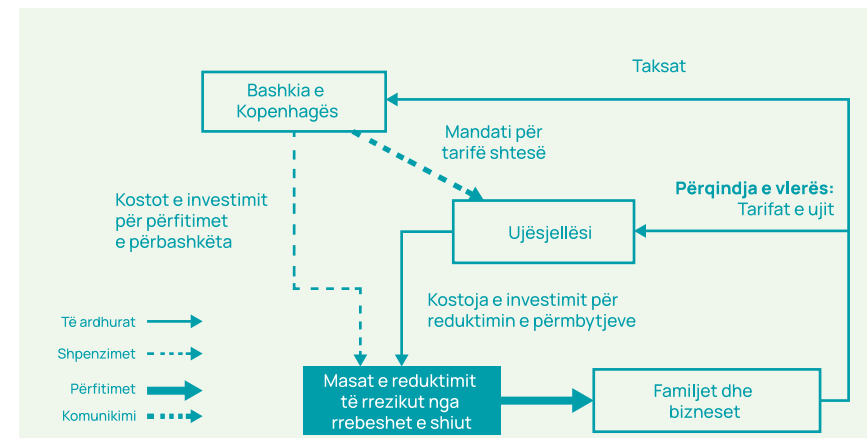 Taksat
Bashkia e
Kopenhagës
Mandati për
tarifë shtesë
Përqindja e vlerës:
Tarifat e ujit
Kostot e investimit
për përfitimet
e përbashkëta
Ujësjellësi
Kostoja e investimit për
reduktimin e përmbytjeve
Të ardhurat
Shpenzimet
Përfitimet
Komunikimi
Masat e reduktimit
të rrezikut nga
rrebeshet e shiut
Familjet dhe
bizneset